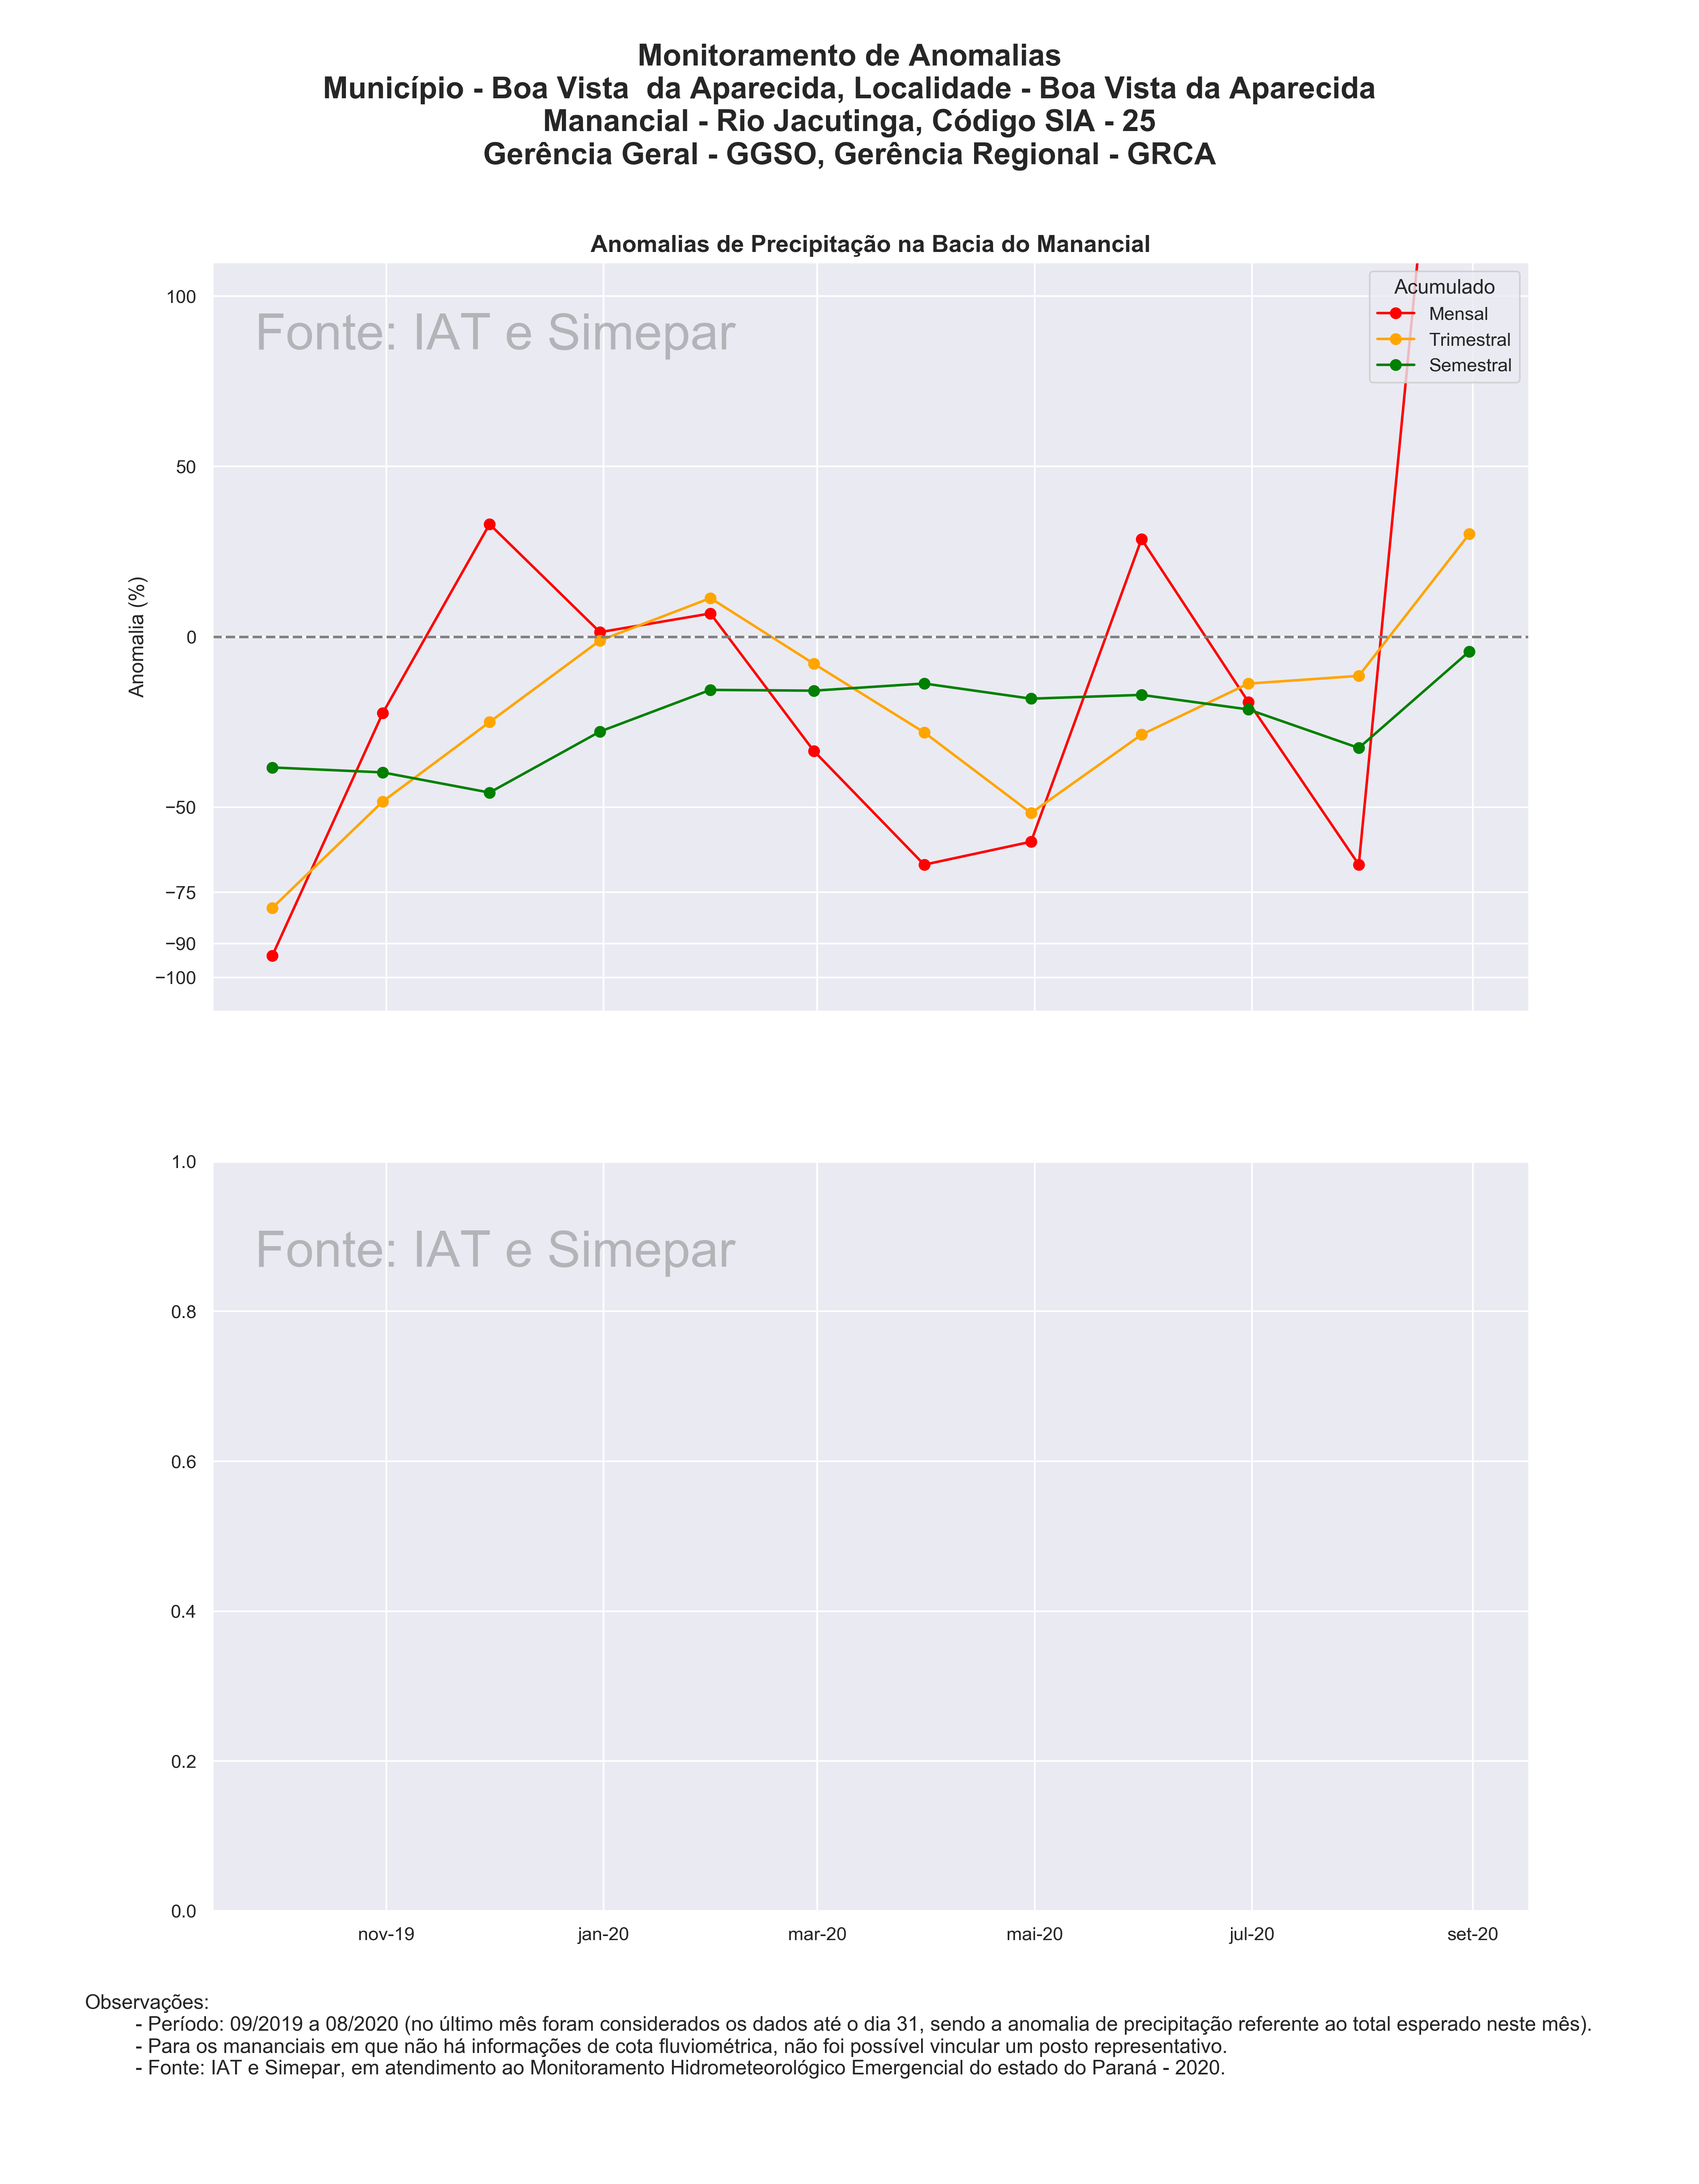 Monitoramento de Anomalias
Município - Boa Vista  da Aparecida, Localidade - Boa Vista da Aparecida
Manancial - Rio Jacutinga, Código SIA - 25
Gerência Geral - GGSO, Gerência Regional - GRCA
Anomalias de Precipitação na Bacia do Manancial
Fonte: IAT e Simepar
Acumulado
Mensal
Trimestral
Semestral
Anomalia (%)
100
50
0
−50
−75
−90
−100
Fonte: IAT e Simepar
1.0
0.8
0.6
0.4
0.2
0.0
nov-19 jan-20 mar-20 mai-20 jul-20 set-20
Observações:
- Período: 09/2019 a 08/2020 (no último mês foram considerados os dados até o dia 31, sendo a anomalia de precipitação referente ao total esperado neste mês).
- Para os mananciais em que não há informações de cota fluviométrica, não foi possível vincular um posto representativo.
- Fonte: IAT e Simepar, em atendimento ao Monitoramento Hidrometeorológico Emergencial do estado do Paraná - 2020.